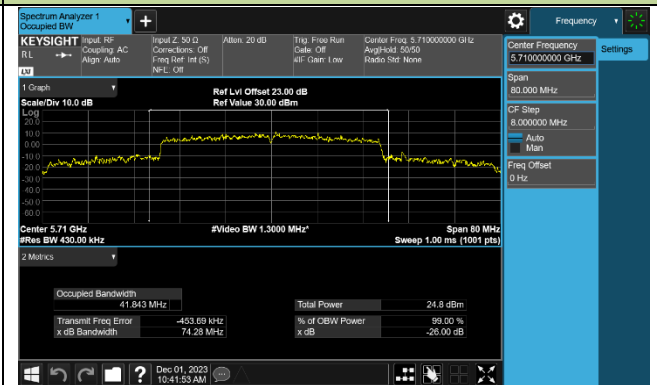 Spectrum Analyzer 1
Occupied BW
Frequency
KEYSIGHT Input: RF
RL Coupling: AC
Align: Auto
LXI
Input Z: 50 Ω
Corrections: Off
Freq Ref: Int (S)
NFE: Off
Atten: 20 dB
Trig: Free Run
Gate: Off
#IF Gain: Low
Center Freq: 5.710000000 GHz
Avg|Hold: 50/50
Radio Std: None
Center Frequency
5.710000000 GHz
Settings
Span
80.000 MHz
CF Step
8.000000 MHz
Auto
Man
Freq Offset
0 Hz
1 Graph
Scale/Div 10.0 dB
Ref Lvl Offset 23.00 dB
Ref Value 30.00 dBm
Log
20.0
10.0
0.00
-10.0
-20.0
-30.0
-40.0
-50.0
-60.0
Center 5.71 GHz
#Video BW 1.3000 MHz*
Span 80 MHz
#Res BW 430.00 kHz
Sweep 1.00 ms (1001 pts)
2 Metrics
Occupied Bandwidth
41.843 MHz
Total Power 24.8 dBm
Transmit Freq Error -453.69 kHz
% of OBW Power 99.00 %
x dB Bandwidth 74.28 MHz
x dB -26.00 dB
Dec 01, 2023
10:41:53 AM